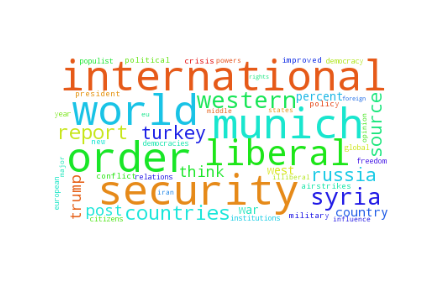 populist political crisis powers improved democracy
international
rights
president percent foreign
world western middle states policy
year eu munich source
report turkey opinion
new democracies global
order liberal
major conflict relations think west illiberal freedom
european trump security iran airstrikes russia
syria
post countries war country
citizens institutions military influence